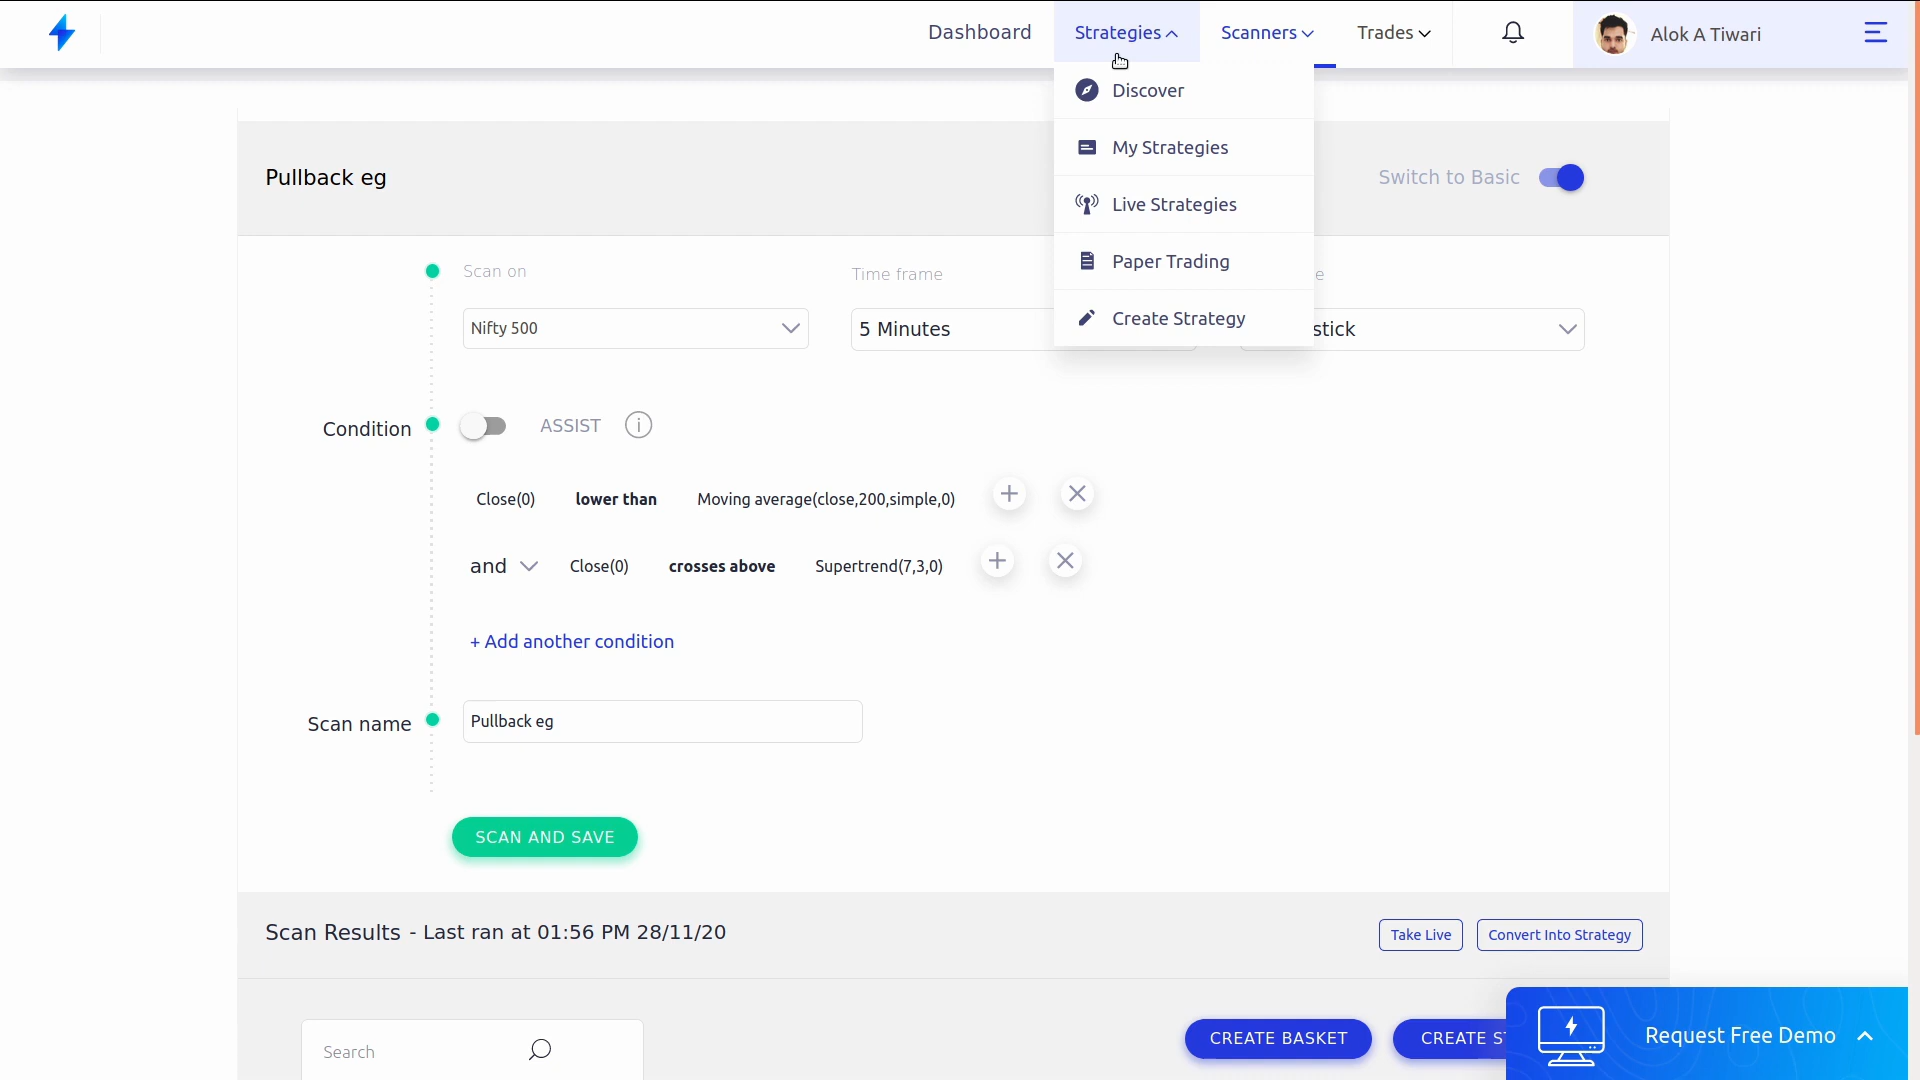 Dashboard
Strategies
Scanners
Trades
Alok A Tiwari
Discover
My Strategies
Live Strategies
Paper Trading
Create Strategy
Pullback eg
Switch to Basic
Scan on
Time frame
e
Nifty 500
5 Minutes
stick
Condition
ASSIST
Close(0) lower than Moving average(close,200,simple,0)
and Close(0) crosses above Supertrend(7,3,0)
+ Add another condition
Scan name
Pullback eg
SCAN AND SAVE
Scan Results - Last ran at 01:56 PM 28/11/20
Take Live
Convert Into Strategy
Search
CREATE BASKET
CREATE ST
Request Free Demo